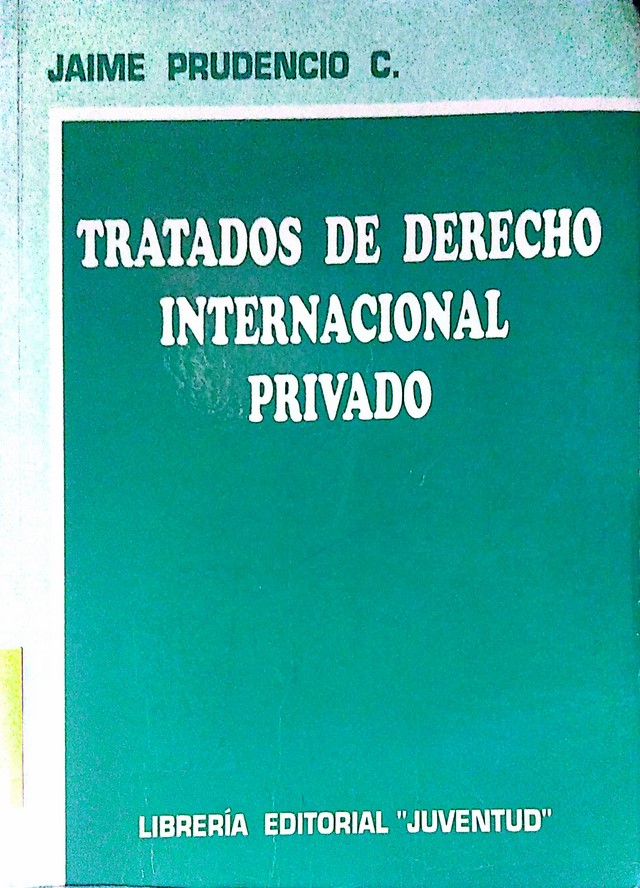 JAIME PRUDENCIO C.
TRATADOS DE DERECHO
INTERNACIONAL
PRIVADO
LIBRERÍA EDITORIAL "JUVENTUD"